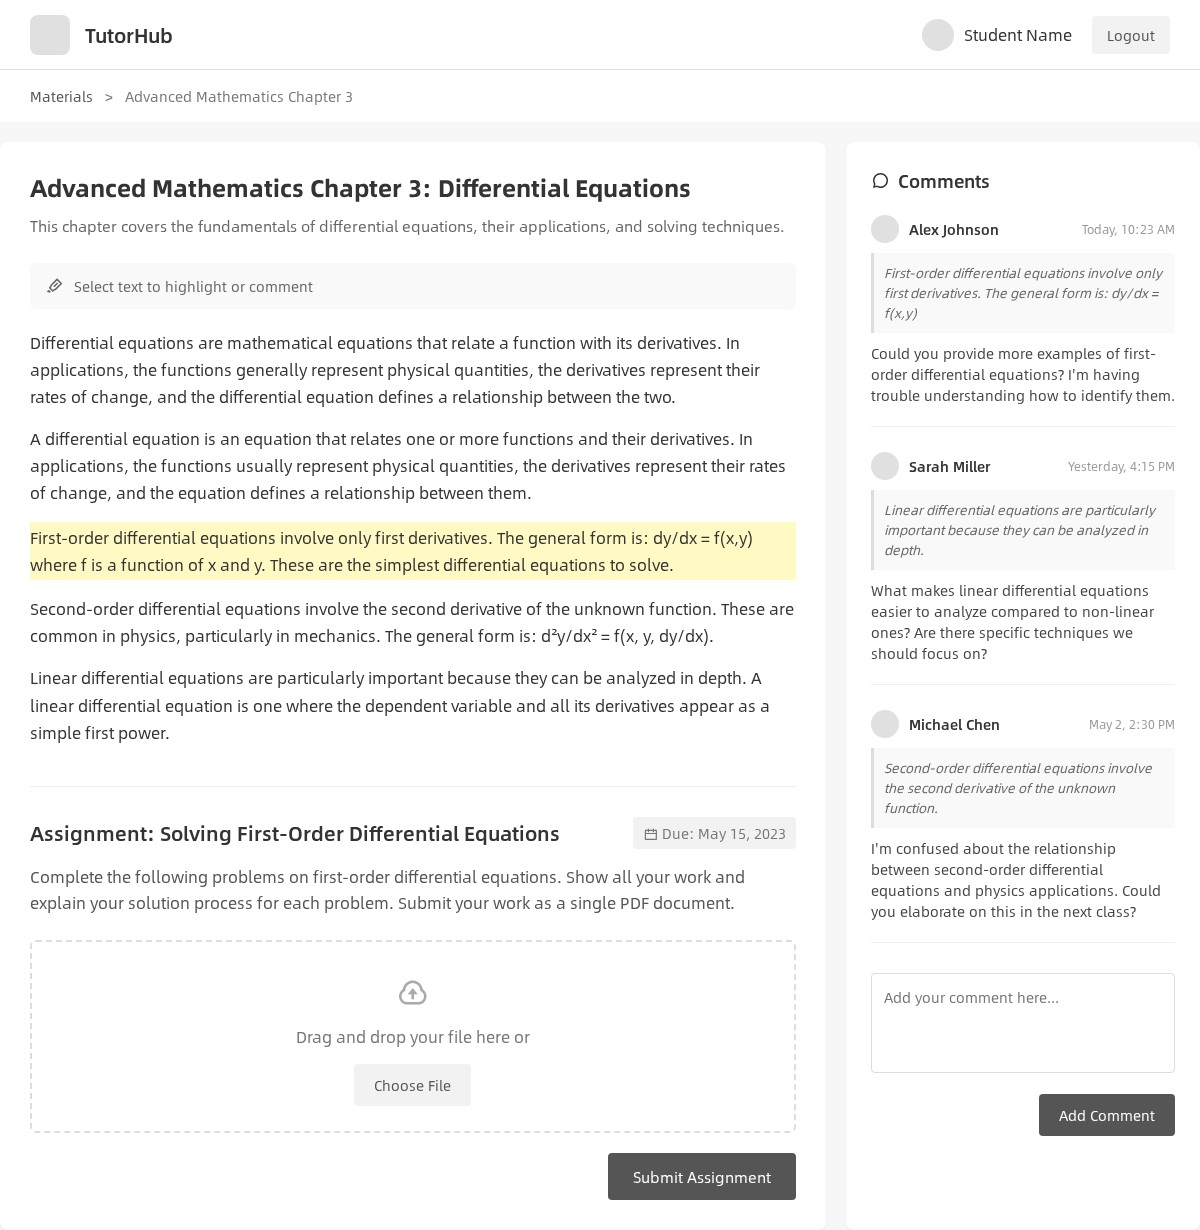 TutorHub
Student Name
Logout
Materials > Advanced Mathematics Chapter 3
Advanced Mathematics Chapter 3: Differential Equations
This chapter covers the fundamentals of differential equations, their applications, and solving techniques.
Select text to highlight or comment
Differential equations are mathematical equations that relate a function with its derivatives. In
applications, the functions generally represent physical quantities, the derivatives represent their
rates of change, and the differential equation defines a relationship between the two.
A differential equation is an equation that relates one or more functions and their derivatives. In
applications, the functions usually represent physical quantities, the derivatives represent their rates
of change, and the equation defines a relationship between them.
First-order differential equations involve only first derivatives. The general form is: dy/dx = f(x,y)
where f is a function of x and y. These are the simplest differential equations to solve.
Second-order differential equations involve the second derivative of the unknown function. These are
common in physics, particularly in mechanics. The general form is: d²y/dx² = f(x, y, dy/dx).
Linear differential equations are particularly important because they can be analyzed in depth. A
linear differential equation is one where the dependent variable and all its derivatives appear as a
simple first power.
Assignment: Solving First-Order Differential Equations
Due: May 15, 2023
Complete the following problems on first-order differential equations. Show all your work and
explain your solution process for each problem. Submit your work as a single PDF document.
Drag and drop your file here or
Choose File
Submit Assignment
Comments
Alex Johnson
Today, 10:23 AM
First-order differential equations involve only
first derivatives. The general form is: dy/dx =
f(x,y)
Could you provide more examples of first-
order differential equations? I'm having
trouble understanding how to identify them.
Sarah Miller
Yesterday, 4:15 PM
Linear differential equations are particularly
important because they can be analyzed in
depth.
What makes linear differential equations
easier to analyze compared to non-linear
ones? Are there specific techniques we
should focus on?
Michael Chen
May 2, 2:30 PM
Second-order differential equations involve
the second derivative of the unknown
function.
I'm confused about the relationship
between second-order differential
equations and physics applications. Could
you elaborate on this in the next class?
Add your comment here...
Add Comment